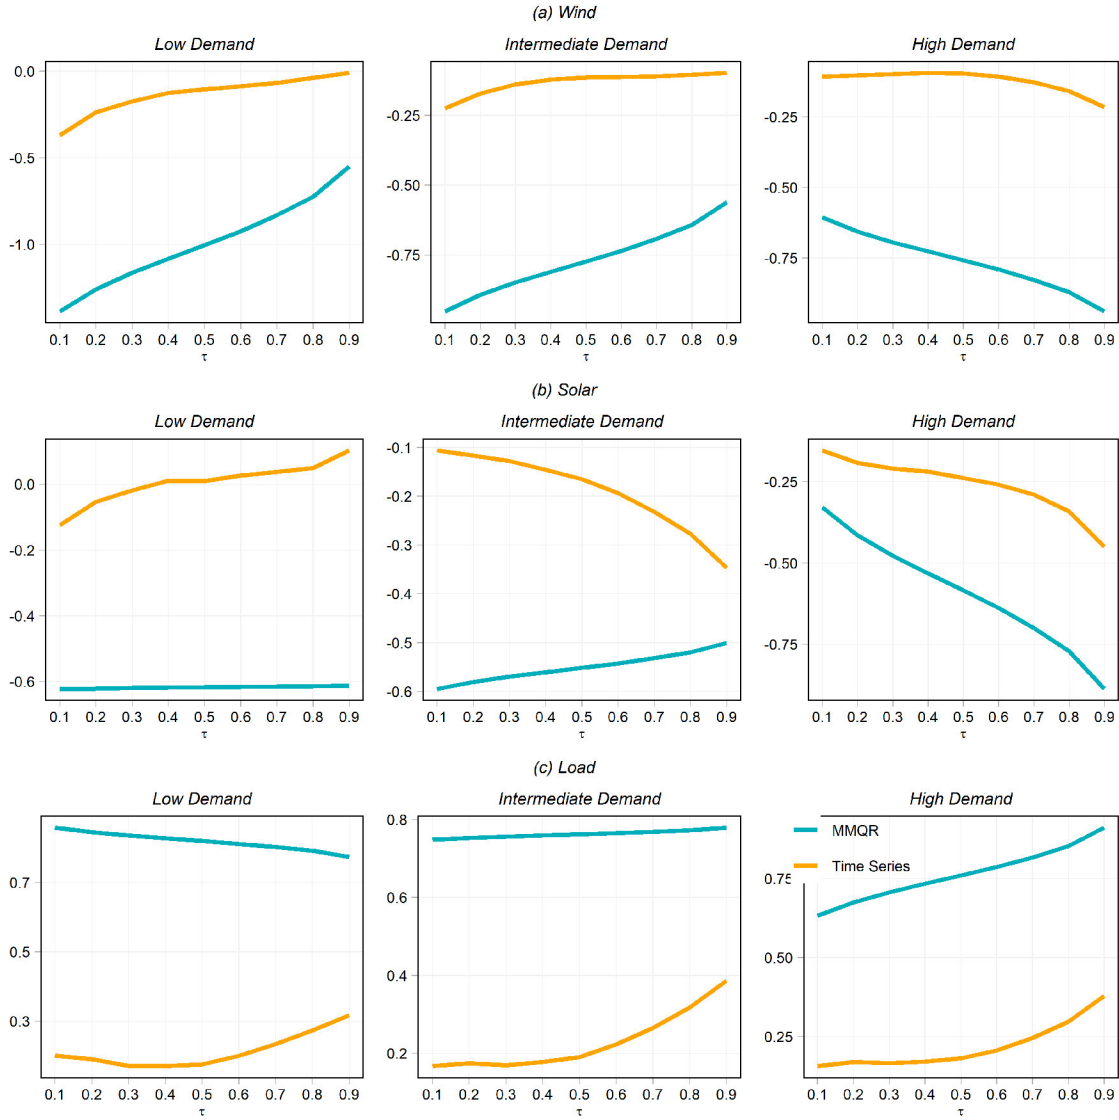 (a) Wind
Low Demand
Intermediate Demand
High Demand
0.0
-0.5
-1.0
0.1 0.2 0.3 0.4 0.5 0.6 0.7 0.8 0.9
τ
-0.25
-0.50
-0.75
0.1 0.2 0.3 0.4 0.5 0.6 0.7 0.8 0.9
τ
-0.25
-0.50
-0.75
0.1 0.2 0.3 0.4 0.5 0.6 0.7 0.8 0.9
τ
(b) Solar
Low Demand
Intermediate Demand
High Demand
0.0
-0.2
-0.4
-0.6
0.1 0.2 0.3 0.4 0.5 0.6 0.7 0.8 0.9
τ
-0.1
-0.2
-0.3
-0.4
-0.5
-0.6
0.1 0.2 0.3 0.4 0.5 0.6 0.7 0.8 0.9
τ
-0.25
-0.50
-0.75
0.1 0.2 0.3 0.4 0.5 0.6 0.7 0.8 0.9
τ
(c) Load
Low Demand
Intermediate Demand
High Demand
0.7
0.5
0.3
0.1 0.2 0.3 0.4 0.5 0.6 0.7 0.8 0.9
τ
0.8
0.6
0.4
0.2
0.1 0.2 0.3 0.4 0.5 0.6 0.7 0.8 0.9
τ
MMQR
Time Series
0.75
0.50
0.25
0.1 0.2 0.3 0.4 0.5 0.6 0.7 0.8 0.9
τ